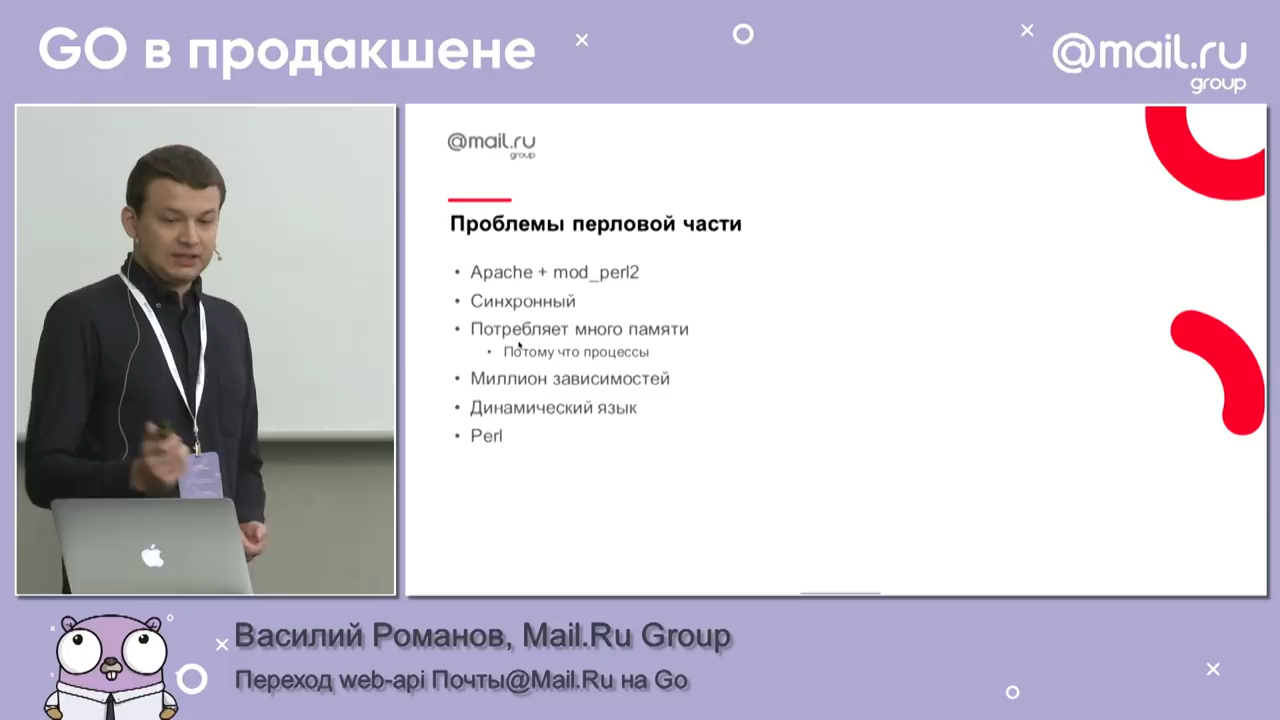 GO в продакшене
@mail.ru
group
@mail.ru
group
Проблемы перловой части
• Apache + mod_perl2
• Синхронный
• Потребляет много памяти
• Потому что процессы
• Миллион зависимостей
• Динамический язык
• Perl
Василий Романов, Mail.Ru Group
Переход web-api Почты@Mail.Ru на Go